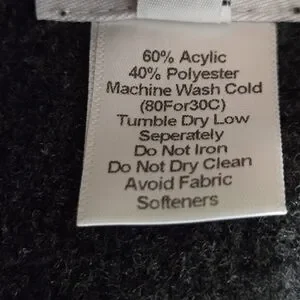 60% Acylic
40% Polyester
Machine Wash Cold
(80For30C)
Tumble Dry Low
Seperately
Do Not Iron
Do Not Dry Clean
Avoid Fabric
Softeners